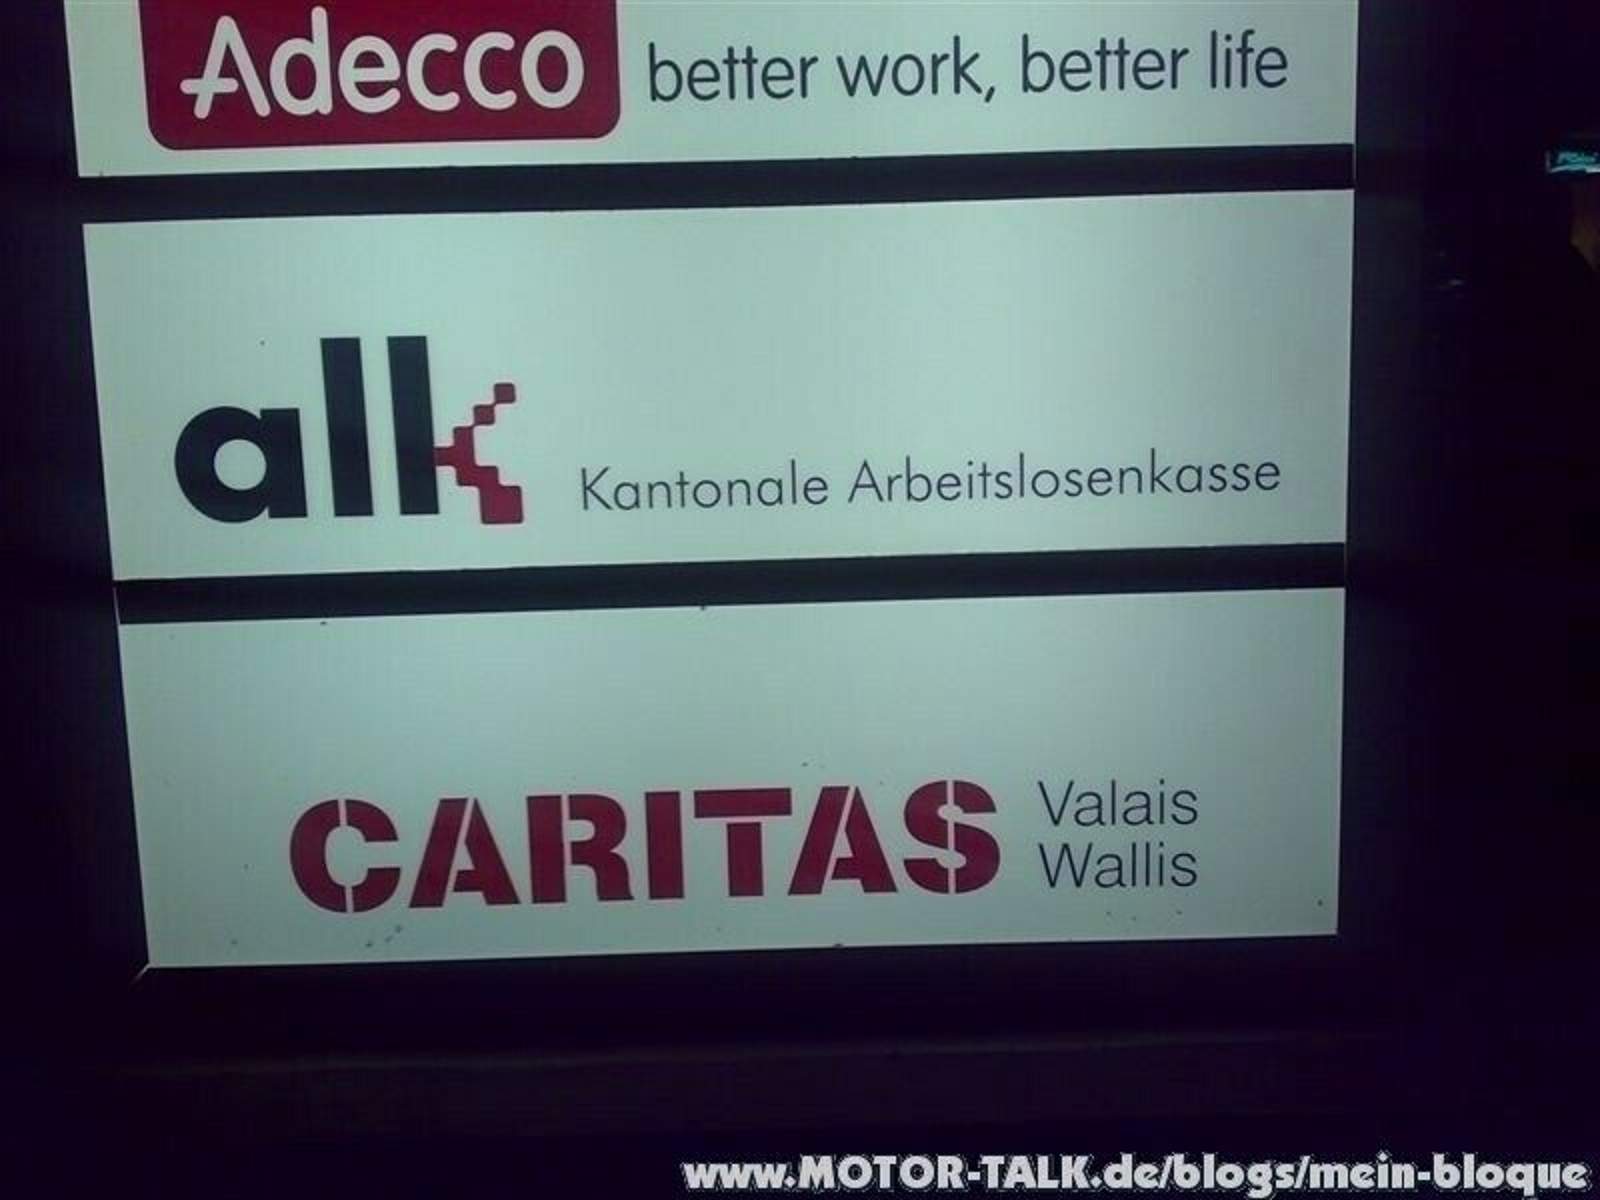 Adecco better work, better life
alk Kantonale Arbeitslosenkasse
CARITAS Valais
Wallis
www.MOTOR-TALK.de/blogs/mein-bloque